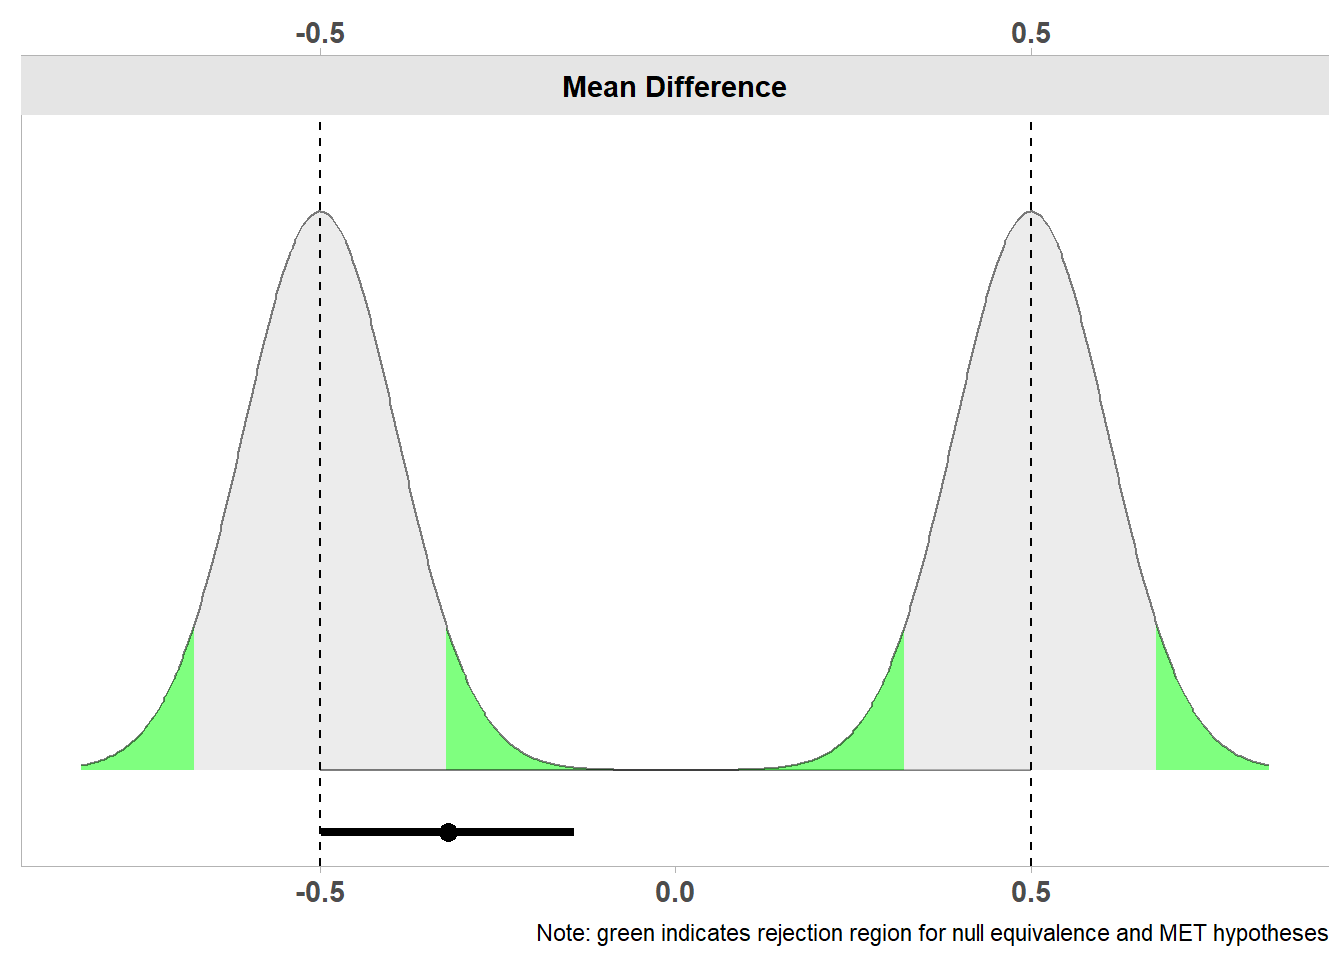 -0.5 0.5
Mean Difference
-0.5 0.0 0.5
Note: green indicates rejection region for null equivalence and MET hypotheses